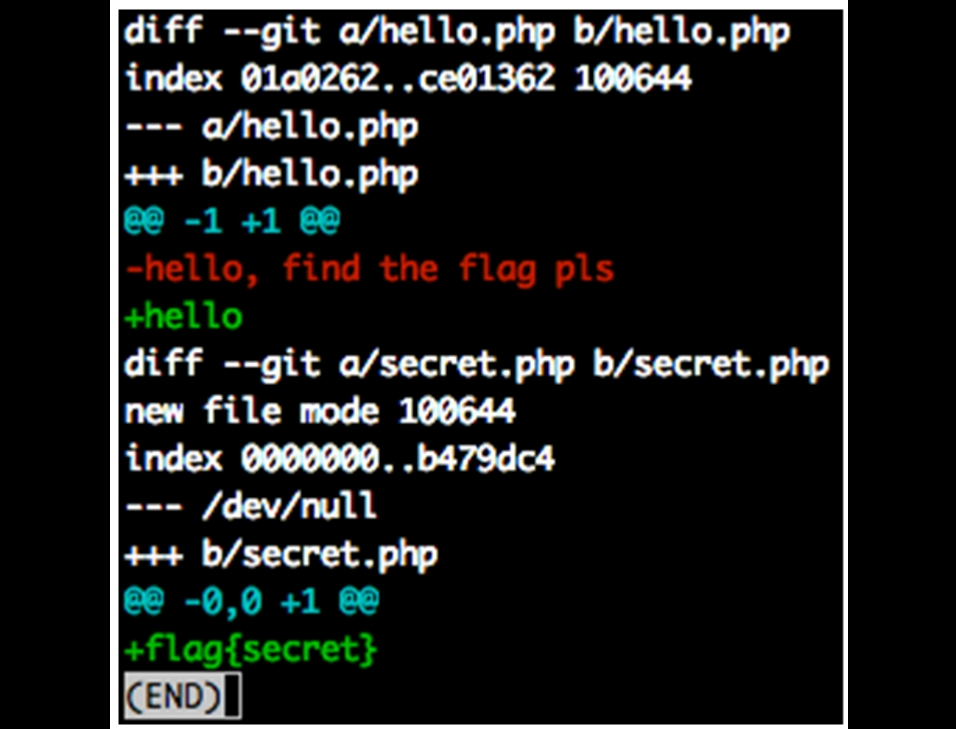 diff --git a/hello.php b/hello.php
index 01a0262..ce01362 100644
--- a/hello.php
+++ b/hello.php
@@ -1 +1 @@
-hello, find the flag pls
+hello
diff --git a/secret.php b/secret.php
new file mode 100644
index 0000000..b479dc4
--- /dev/null
+++ b/secret.php
@@ -0,0 +1 @@
+flag{secret}
(END)